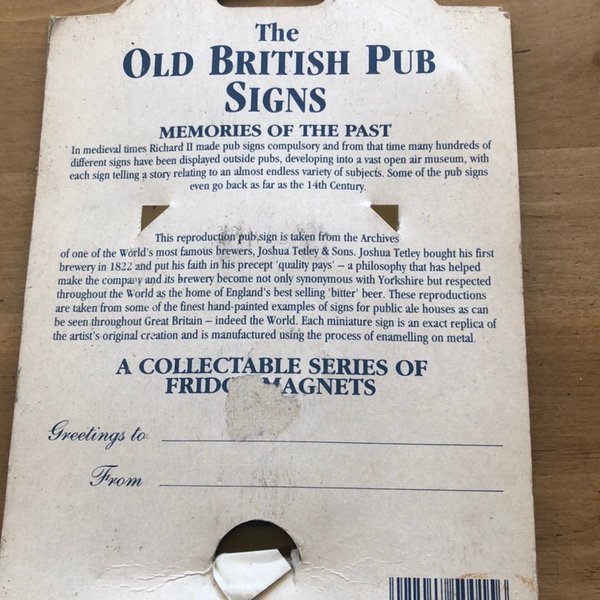 The
OLD BRITISH PUB
SIGNS
MEMORIES OF THE PAST
In medieval times Richard II made pub signs compulsory and from that time many hundreds of
different signs have been displayed outside pubs, developing into a vast open air museum, with
each sign telling a story relating to an almost endless variety of subjects. Some of the pub signs
even go back as far as the 14th Century.
This reproduction pub sign is taken from the Archives
of one of the World's most famous brewers, Joshua Tetley & Sons. Joshua Tetley bought his first
brewery in 1822 and put his faith in his precept 'quality pays' – a philosophy that has helped
make the company and its brewery become not only synonymous with Yorkshire but respected
throughout the World as the home of England's best selling 'bitter' beer. These reproductions
are taken from some of the finest hand-painted examples of signs for public ale houses as can
be seen throughout Great Britain – indeed the World. Each miniature sign is an exact replica of
the artist's original creation and is manufactured using the process of enamelling on metal.
A COLLECTABLE SERIES OF
FRIDGE MAGNETS
Greetings to
From